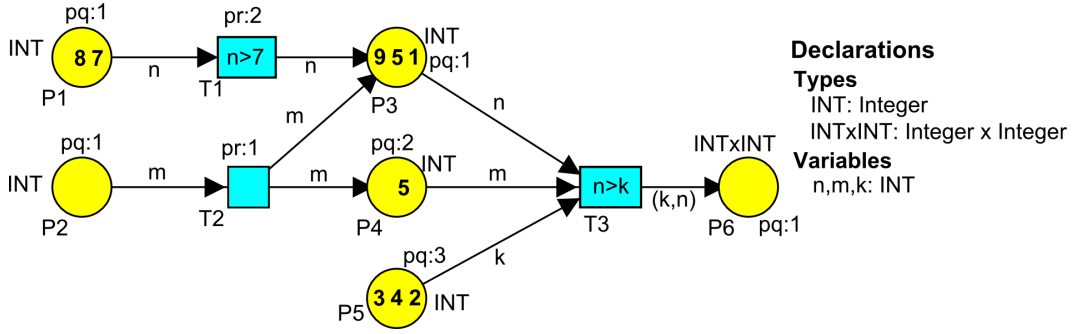 pq:1
pr:2
INT
8 7
n
n>7
n
9 5 1
INT
pq:1
P1
T1
P3
m
n
Declarations
Types
INT: Integer
INTxINT: Integer x Integer
Variables
n,m,k: INT
pq:1
pr:1
pq:2
INT
INTxINT
INT
m
m
5
m
n>k
(k,n)
P2
T2
P4
T3
P6
pq:1
pq:3
k
P5
3 4 2
INT